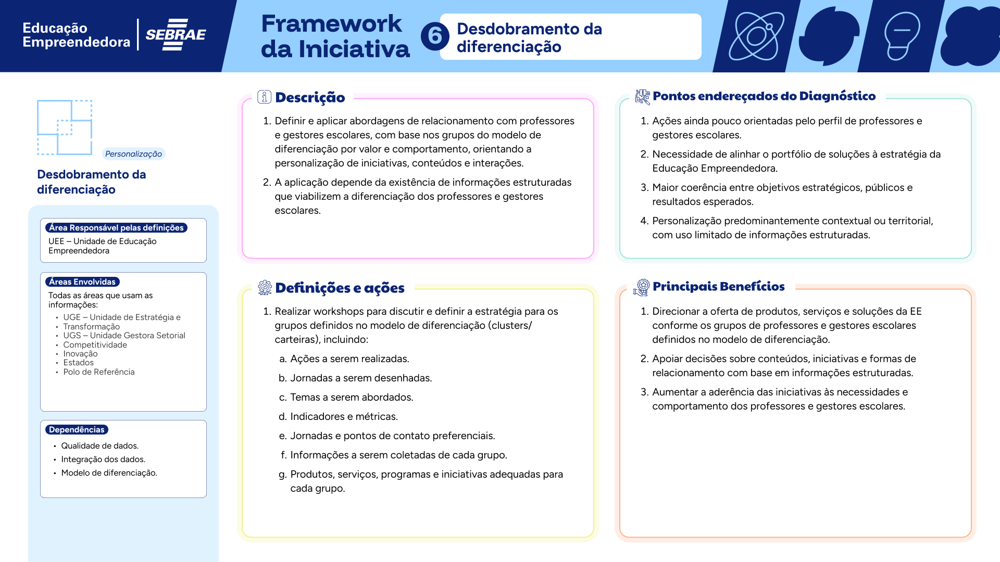 Educação
Empreendedora
SEBRAE
Framework
da Iniciativa
6
Desdobramento da
diferenciação
Personalização
Desdobramento da
diferenciação
Área Responsável pelas definições
UEE – Unidade de Educação
Empreendedora
Áreas Envolvidas
Todas as áreas que usam as
informações:
• UGE – Unidade de Estratégia e
• Transformação
• UGS – Unidade Gestora Setorial
• Competitividade
• Inovação
• Estados
• Polo de Referência
Dependências
• Qualidade de dados.
• Integração dos dados.
• Modelo de diferenciação.
Descrição
1. Definir e aplicar abordagens de relacionamento com professores
e gestores escolares, com base nos grupos do modelo de
diferenciação por valor e comportamento, orientando a
personalização de iniciativas, conteúdos e interações.
2. A aplicação depende da existência de informações estruturadas
que viabilizem a diferenciação dos professores e gestores
escolares.
Pontos endereçados do Diagnóstico
1. Ações ainda pouco orientadas pelo perfil de professores e
gestores escolares.
2. Necessidade de alinhar o portfólio de soluções à estratégia da
Educação Empreendedora.
3. Maior coerência entre objetivos estratégicos, públicos e
resultados esperados.
4. Personalização predominantemente contextual ou territorial,
com uso limitado de informações estruturadas.
Definições e ações
1. Realizar workshops para discutir e definir a estratégia para os
grupos definidos no modelo de diferenciação (clusters/
carteiras), incluindo:
a. Ações a serem realizadas.
b. Jornadas a serem desenhadas.
c. Temas a serem abordados.
d. Indicadores e métricas.
e. Jornadas e pontos de contato preferenciais.
f. Informações a serem coletadas de cada grupo.
g. Produtos, serviços, programas e iniciativas adequadas para
cada grupo.
Principais Benefícios
1. Direcionar a oferta de produtos, serviços e soluções da EE
conforme os grupos de professores e gestores escolares
definidos no modelo de diferenciação.
2. Apoiar decisões sobre conteúdos, iniciativas e formas de
relacionamento com base em informações estruturadas.
3. Aumentar a aderência das iniciativas às necessidades e
comportamento dos professores e gestores escolares.